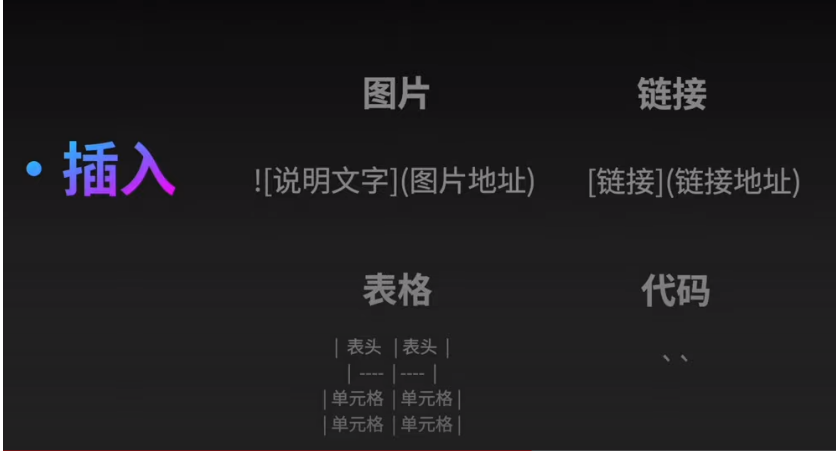 • 插入
图片
![说明文字](图片地址)
链接
[链接](链接地址)
表格
| 表头 | 表头 |
| ---- | ---- |
| 单元格 | 单元格 |
| 单元格 | 单元格 |
代码
` `